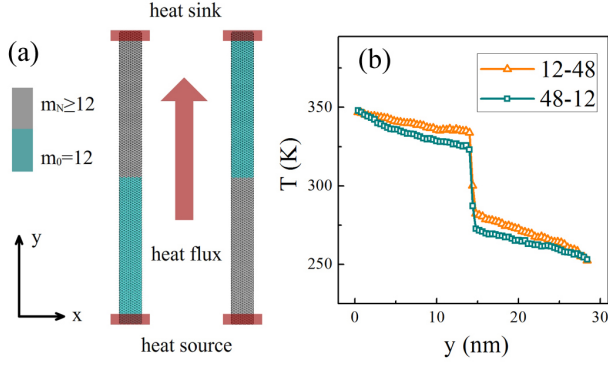 heat sink
(a)
m_N≥12
m_0=12
y
x
heat flux
heat source
(b)
12-48
48-12
T (K)
350
300
250
0
10
20
30
y (nm)